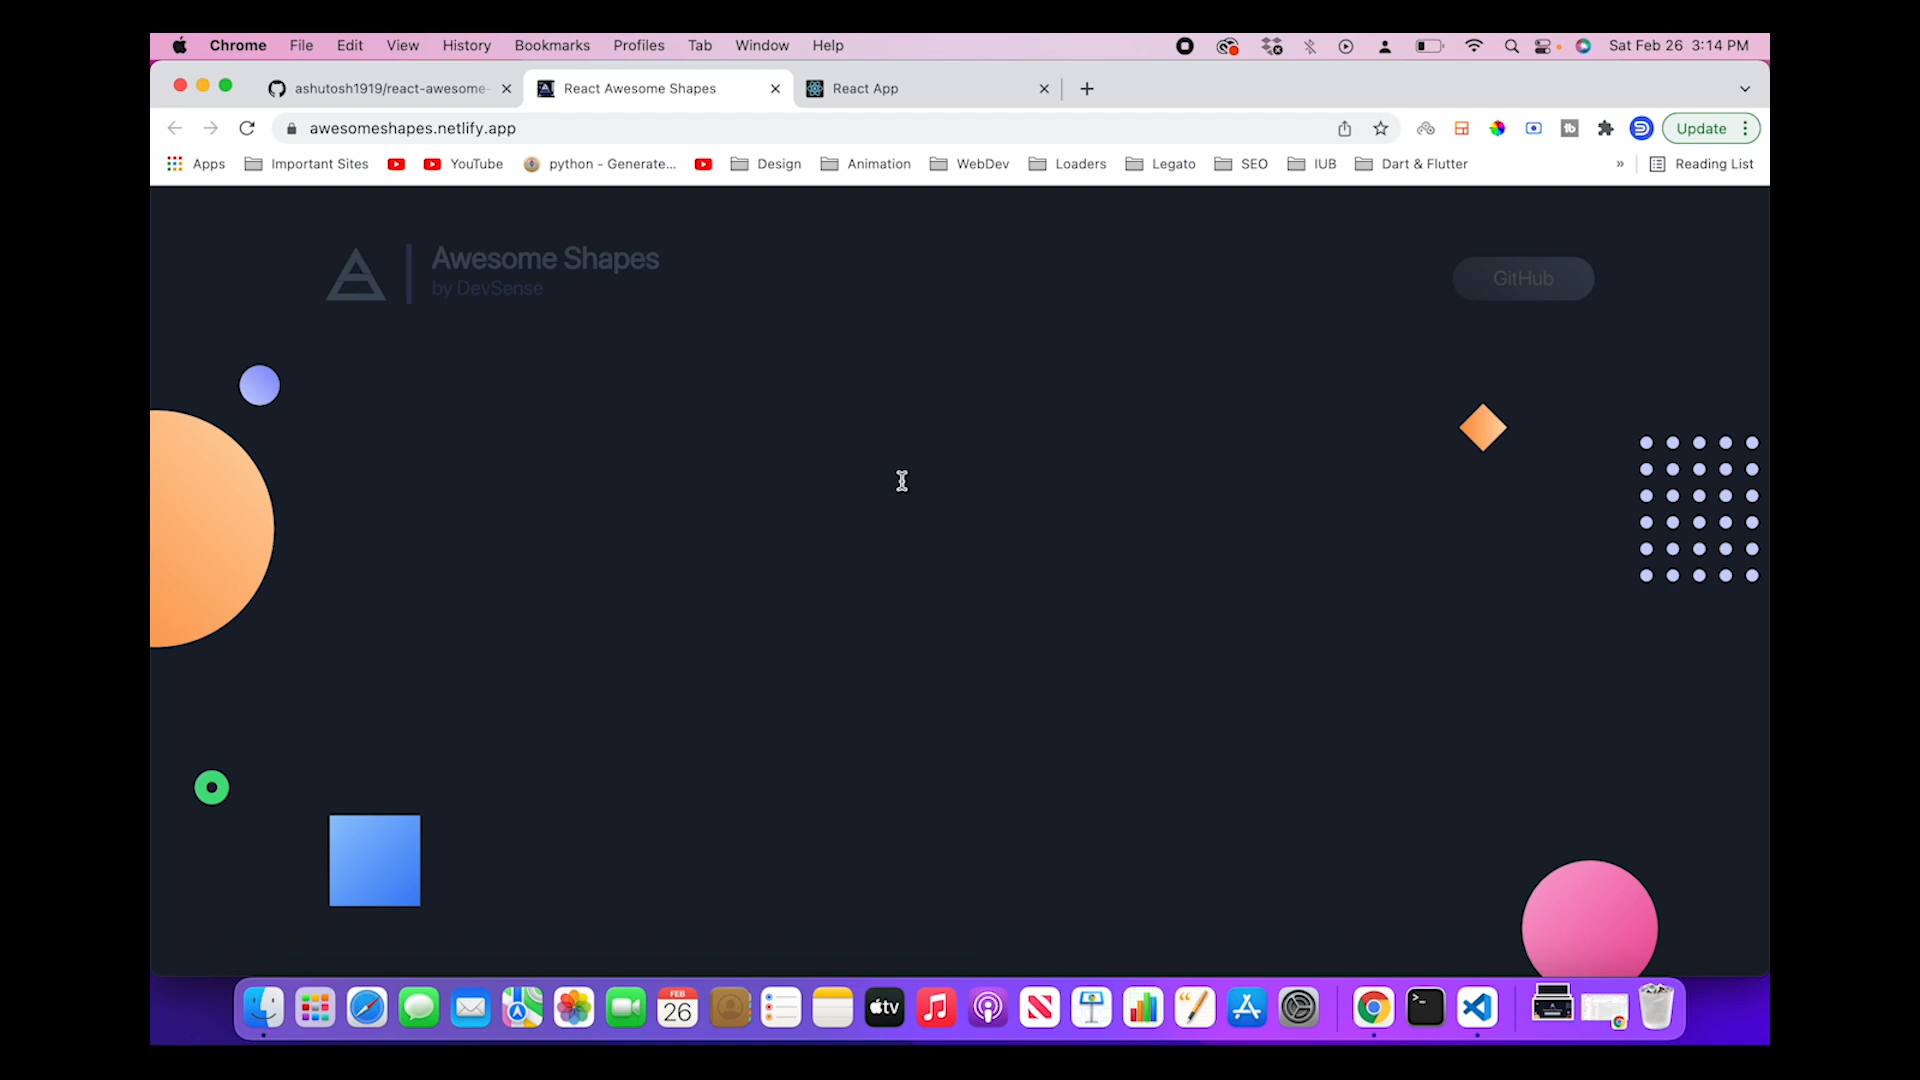 Chrome File Edit View History Bookmarks Profiles Tab Window Help Sat Feb 26 3:14 PM
ashutosh1919/react-awesome- React Awesome Shapes React App
awesomeshapes.netlify.app Update
Apps Important Sites YouTube python - Generate... Design Animation WebDev Loaders Legato SEO IUB Dart & Flutter » Reading List
Awesome Shapes
by DevSense
GitHub
FEB
26
tv